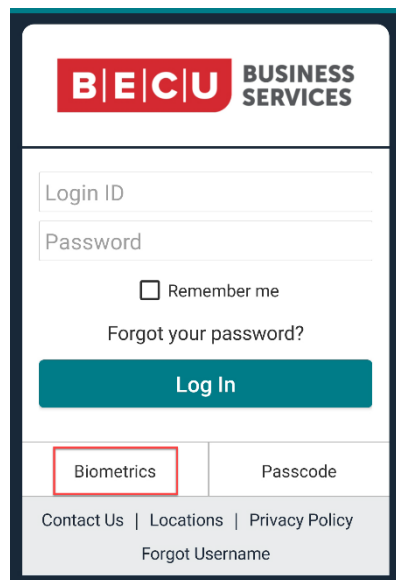 B|E|C|U BUSINESS SERVICES
Login ID
Password
Remember me
Forgot your password?
Log In
Biometrics Passcode
Contact Us | Locations | Privacy Policy
Forgot Username